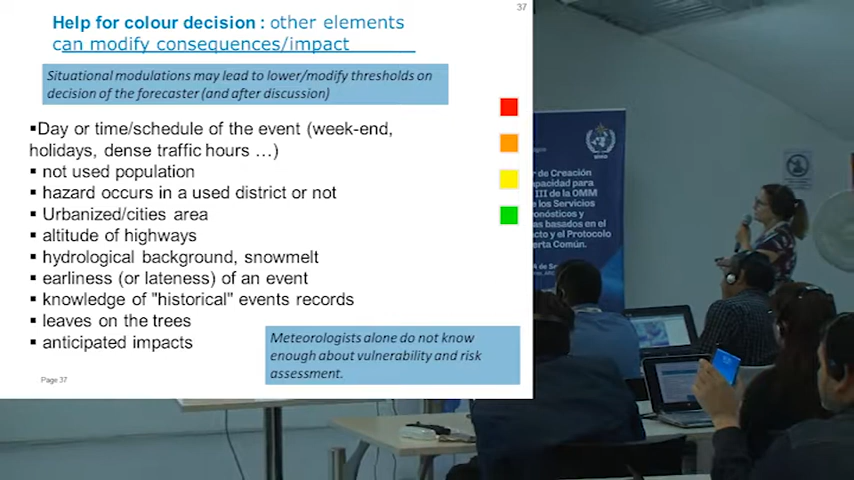 37
Help for colour decision : other elements
can modify consequences/impact
Situational modulations may lead to lower/modify thresholds on
decision of the forecaster (and after discussion)
▪Day or time/schedule of the event (week-end,
holidays, dense traffic hours …)
▪ not used population
▪ hazard occurs in a used district or not
▪ Urbanized/cities area
▪ altitude of highways
▪ hydrological background, snowmelt
▪ earliness (or lateness) of an event
▪ knowledge of "historical" events records
▪ leaves on the trees
▪ anticipated impacts
Meteorologists alone do not know
enough about vulnerability and risk
assessment.
Page 37
de Creación
apacidad para
III de la OMM
e los Servicios
onósticos y
as basados en el
cto y el Protocolo
erta Común.